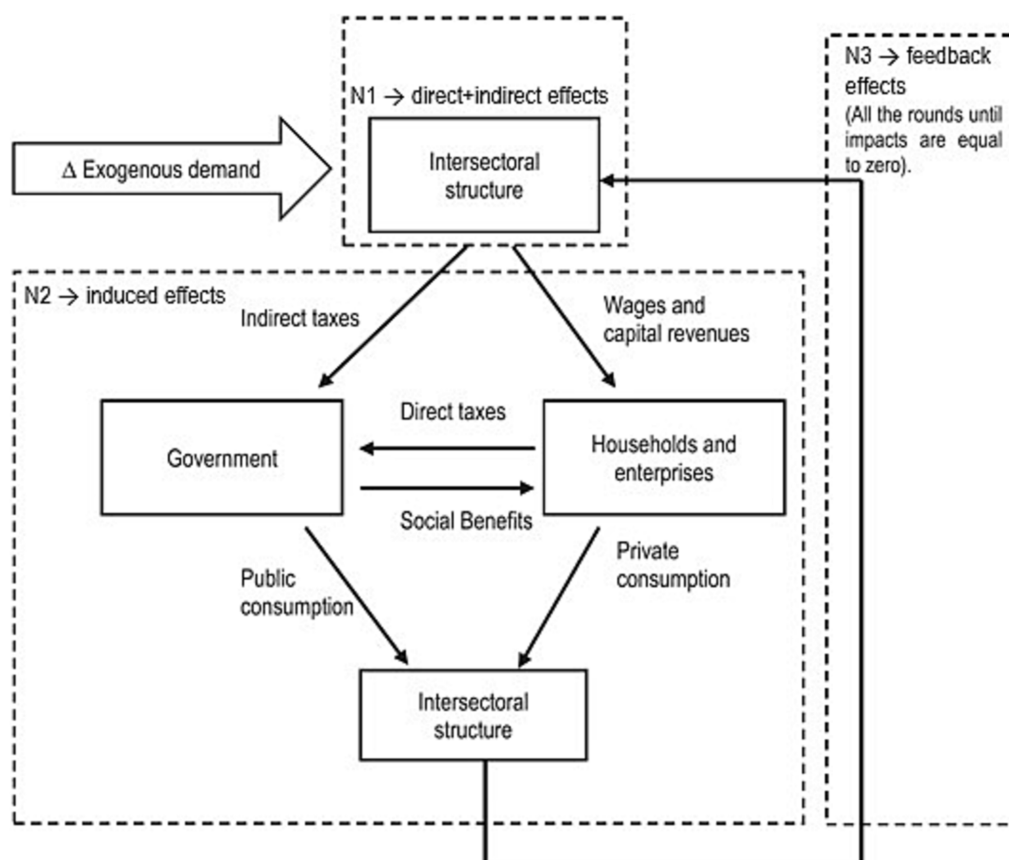 N1 → direct+indirect effects
Intersectoral
structure
Δ Exogenous demand
N3 → feedback
effects
(All the rounds until
impacts are equal
to zero).
N2 → induced effects
Indirect taxes
Wages and
capital revenues
Government
Direct taxes
Social Benefits
Households and
enterprises
Public
consumption
Private
consumption
Intersectoral
structure